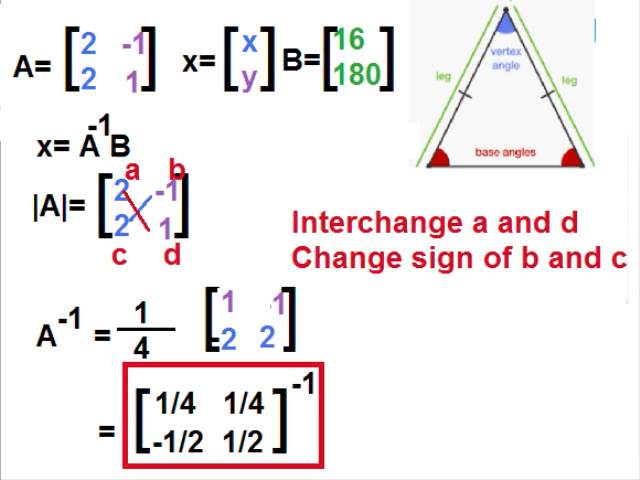 A= [2 -1 2 1] x= [x y] B= [16 180]
vertex angle
leg leg
base angles
x= A⁻¹B
a b
|A|= [2 -1 2 1]
c d
Interchange a and d
Change sign of b and c
A⁻¹ = 1/4 [1 1 -2 2]
= [1/4 1/4 -1/2 1/2]⁻¹